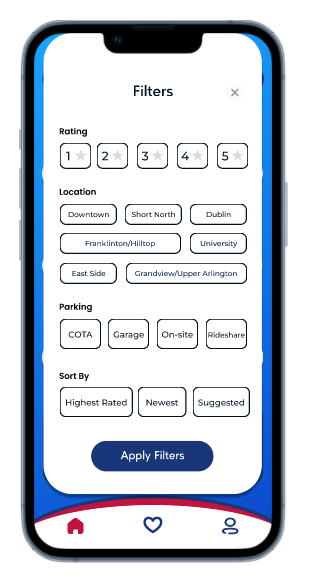 Filters
Rating
1 2 3 4 5
Location
Downtown Short North Dublin
Franklinton/Hilltop University
East Side Grandview/Upper Arlington
Parking
COTA Garage On-site Rideshare
Sort By
Highest Rated Newest Suggested
Apply Filters